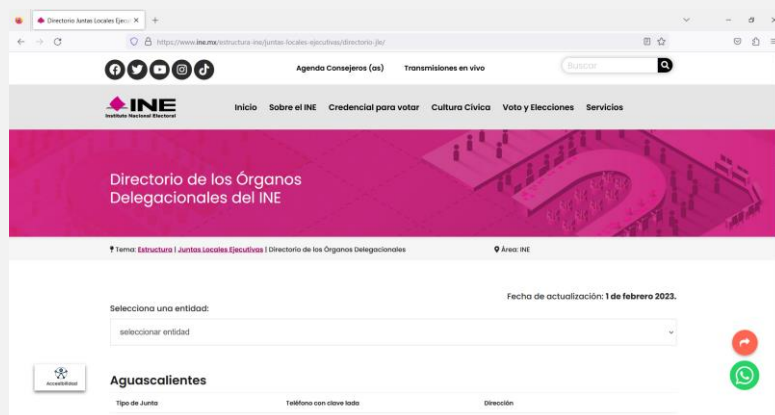 Directorio Juntas Locales Ejecu
https://www.ine.mx/estructura-ine/juntas-locales-ejecutivas/directorio-jle/
Agenda Consejeros (as) Transmisiones en vivo Buscar
INE
Instituto Nacional Electoral
Inicio Sobre el INE Credencial para votar Cultura Cívica Voto y Elecciones Servicios
Directorio de los Órganos
Delegacionales del INE
Tema: Estructura | Juntas Locales Ejecutivas | Directorio de los Órganos Delegacionales Área: INE
Fecha de actualización: 1 de febrero 2023.
Selecciona una entidad:
seleccionar entidad
Accesibilidad
Aguascalientes
Tipo de Junta Teléfono con clave lada Dirección